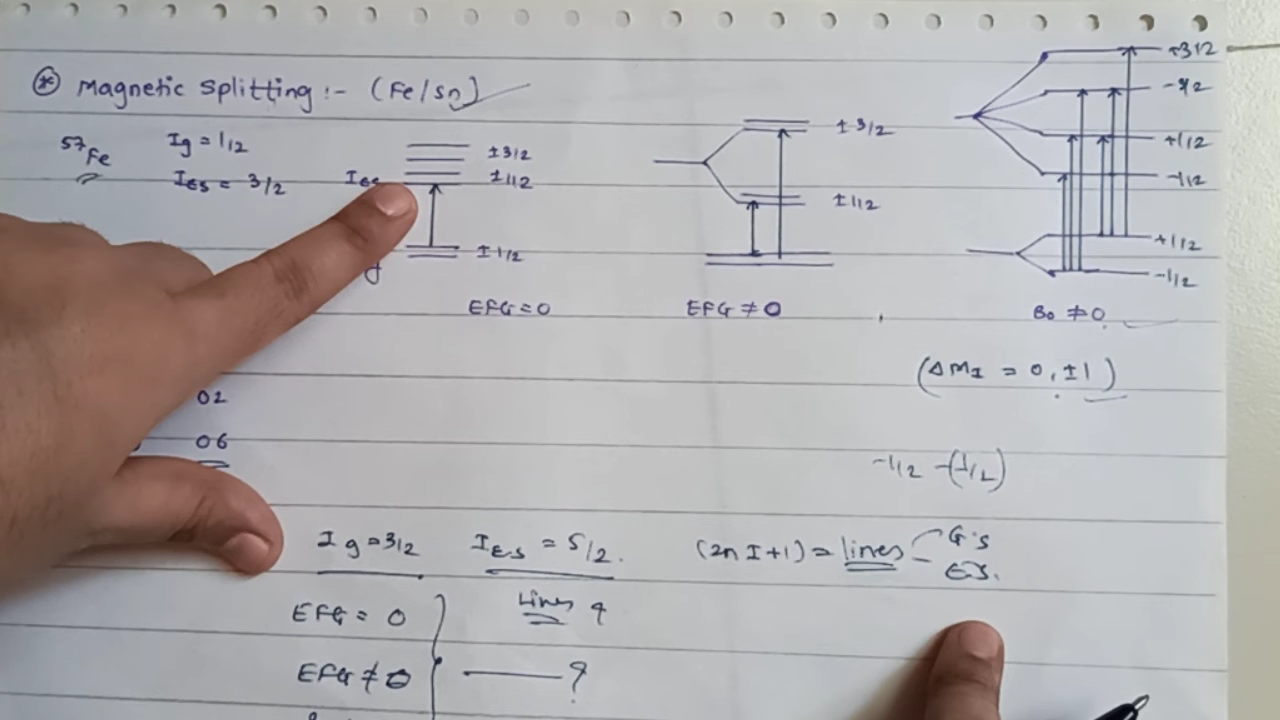 * Magnetic splitting :- (Fe/Sn)
57Fe Ig = 1/2
IES = 3/2
±3/2
±1/2
±1/2
EFG = 0
±3/2
±1/2
EFG ≠ 0
+3/2
+1/2
-1/2
+1/2
-1/2
B0 ≠ 0
(ΔMI = 0, ±1)
02
06
-1/2 -(-1/2)
Ig = 3/2 IES = 5/2. (2nI+1) = lines G.S
E.S.
EFG = 0 Lines ?
EFG ≠ 0 ?